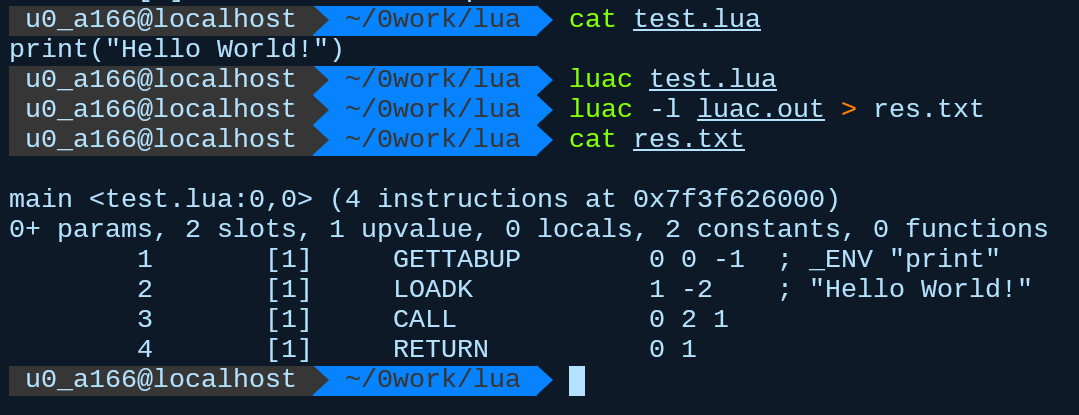 u0_a166@localhost ~/0work/lua cat test.lua
print("Hello World!")
u0_a166@localhost ~/0work/lua luac test.lua
u0_a166@localhost ~/0work/lua luac -l luac.out > res.txt
u0_a166@localhost ~/0work/lua cat res.txt
main <test.lua:0,0> (4 instructions at 0x7f3f626000)
0+ params, 2 slots, 1 upvalue, 0 locals, 2 constants, 0 functions
1 [1] GETTABUP 0 0 -1 ; _ENV "print"
2 [1] LOADK 1 -2 ; "Hello World!"
3 [1] CALL 0 2 1
4 [1] RETURN 0 1
u0_a166@localhost ~/0work/lua